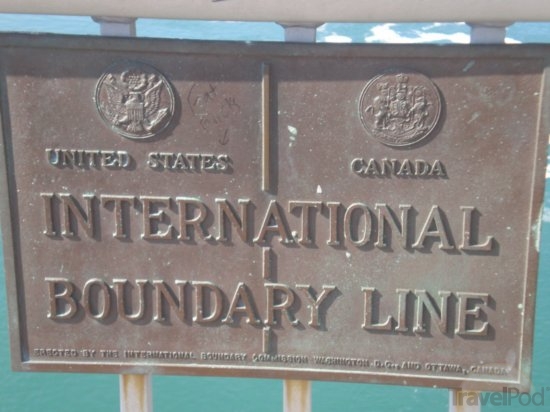 UNITED STATES
CANADA
INTERNATIONAL
BOUNDARY LINE
ERECTED BY THE INTERNATIONAL BOUNDARY COMMISSION WASHINGTON D.C., AND OTTAWA, CANADA
TravelPod